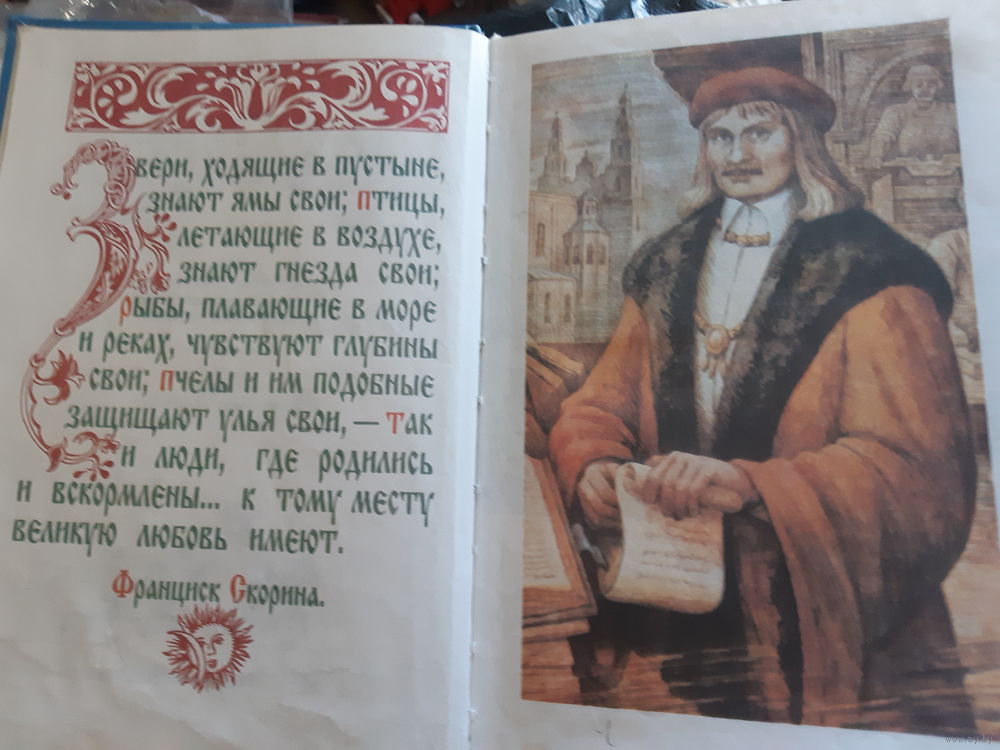 Звери, ходящие в пустыне,
знают ямы свои; птицы,
летающие в воздухе,
знают гнезда свои;
рыбы, плавающие в море
и реках, чувствуют глубины
свои; пчелы и им подобные
защищают улья свои, — так
и люди, где родились
и вскормлены... к тому месту
великую любовь имеют.
Франциск Скорина.